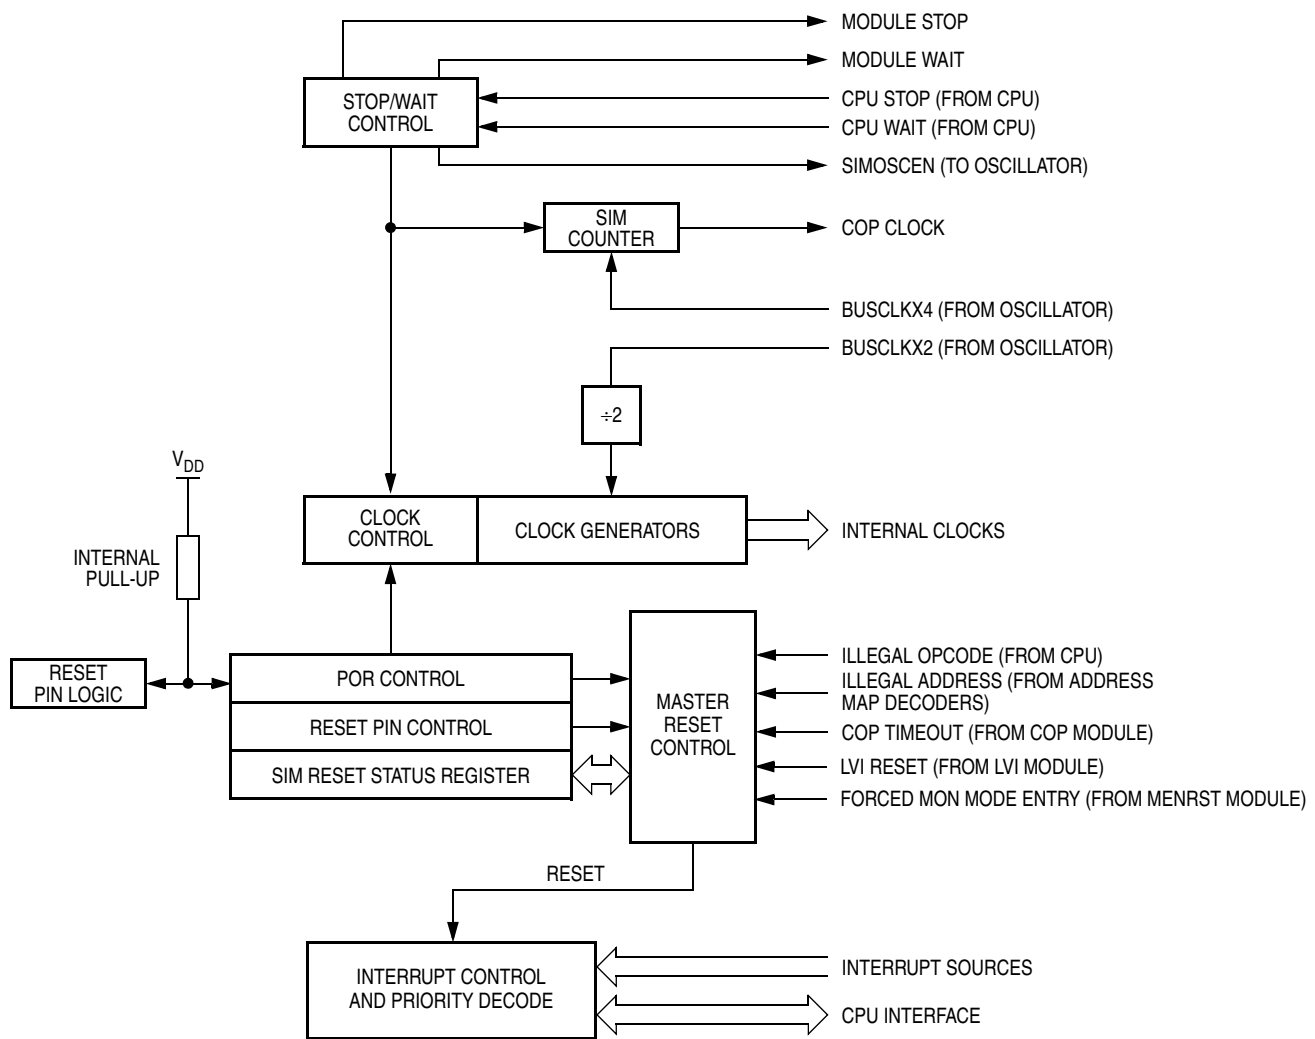 MODULE STOP
MODULE WAIT
STOP/WAIT
CONTROL
CPU STOP (FROM CPU)
CPU WAIT (FROM CPU)
SIMOSCEN (TO OSCILLATOR)
SIM
COUNTER
COP CLOCK
BUSCLKX4 (FROM OSCILLATOR)
BUSCLKX2 (FROM OSCILLATOR)
÷2
VDD
INTERNAL
PULL-UP
CLOCK
CONTROL
CLOCK GENERATORS
INTERNAL CLOCKS
RESET
PIN LOGIC
POR CONTROL
RESET PIN CONTROL
SIM RESET STATUS REGISTER
MASTER
RESET
CONTROL
ILLEGAL OPCODE (FROM CPU)
ILLEGAL ADDRESS (FROM ADDRESS
MAP DECODERS)
COP TIMEOUT (FROM COP MODULE)
LVI RESET (FROM LVI MODULE)
FORCED MON MODE ENTRY (FROM MENRST MODULE)
RESET
INTERRUPT CONTROL
AND PRIORITY DECODE
INTERRUPT SOURCES
CPU INTERFACE